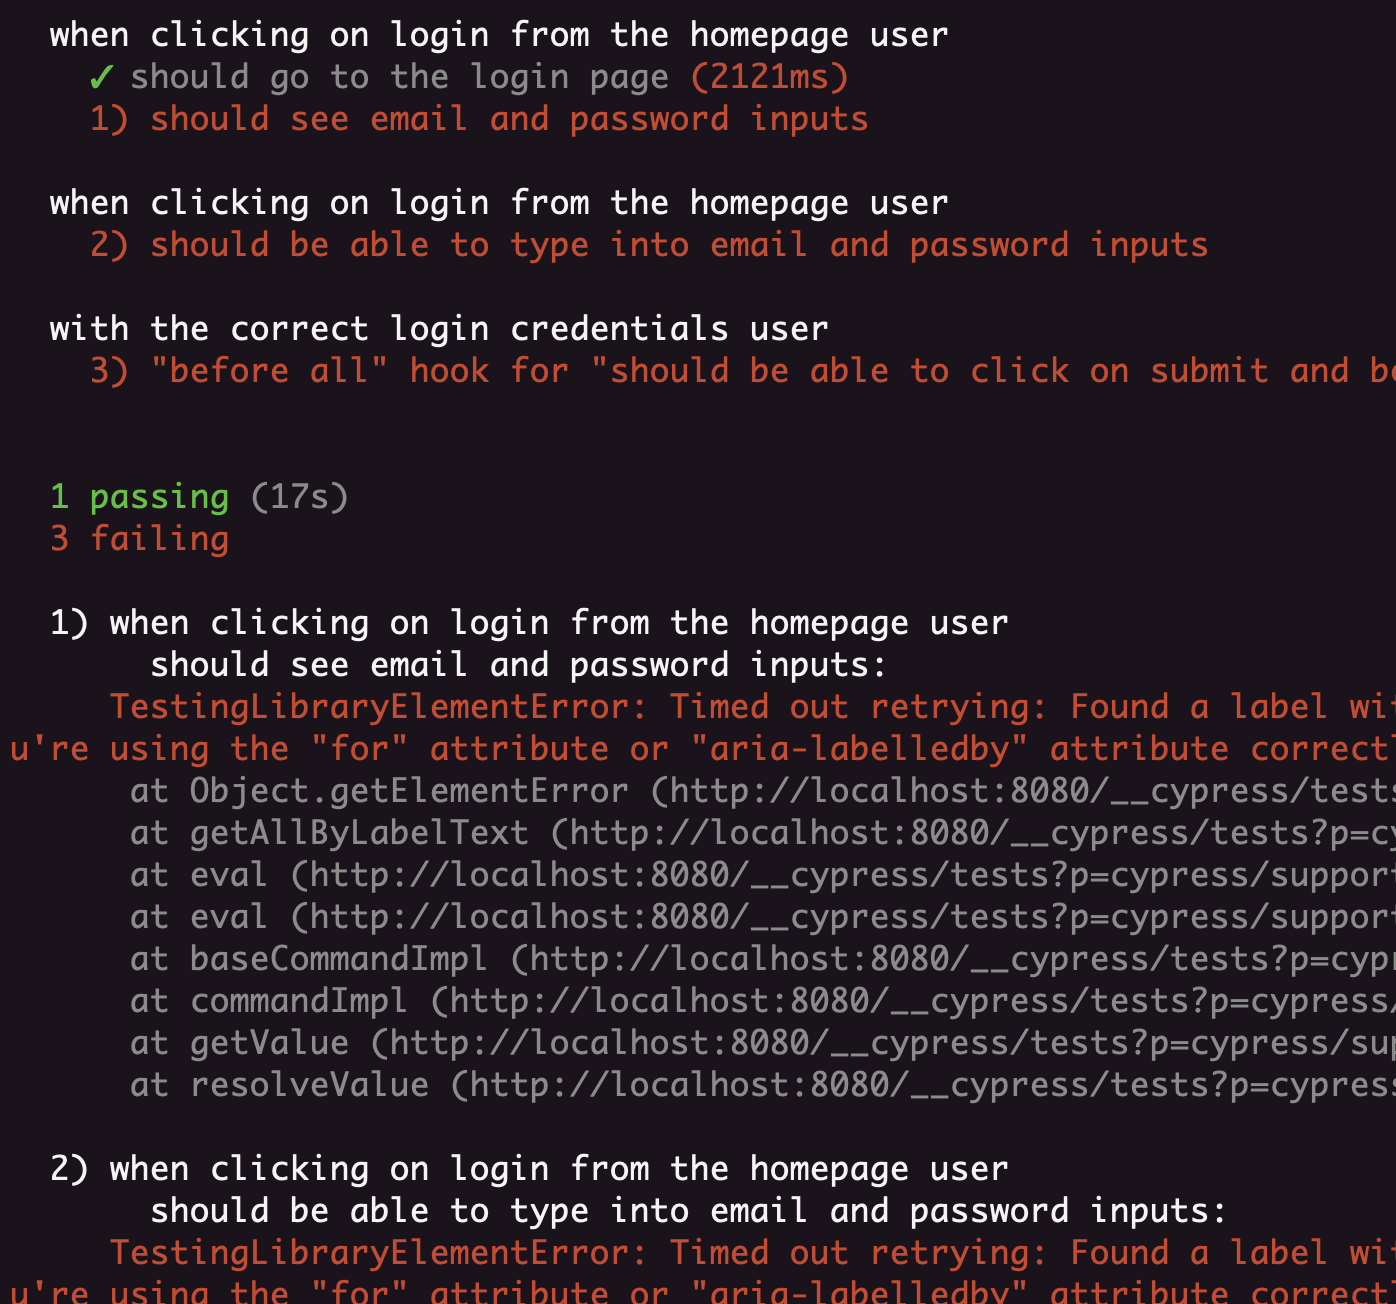 when clicking on login from the homepage user
✓ should go to the login page (2121ms)
1) should see email and password inputs
when clicking on login from the homepage user
2) should be able to type into email and password inputs
with the correct login credentials user
3) "before all" hook for "should be able to click on submit and
1 passing (17s)
3 failing
1) when clicking on login from the homepage user
should see email and password inputs:
TestingLibraryElementError: Timed out retrying: Found a label
u're using the "for" attribute or "aria-labelledby" attribute
at Object.getElementError (http://localhost:8080/__cypress/tests
at getAllByLabelText (http://localhost:8080/__cypress/tests?p=cy
at eval (http://localhost:8080/__cypress/tests?p=cypress/support
at eval (http://localhost:8080/__cypress/tests?p=cypress/support
at baseCommandImpl (http://localhost:8080/__cypress/tests?p=cypr
at commandImpl (http://localhost:8080/__cypress/tests?p=cypress/
at getValue (http://localhost:8080/__cypress/tests?p=cypress/sup
at resolveValue (http://localhost:8080/__cypress/tests?p=cypress
2) when clicking on login from the homepage user
should be able to type into email and password inputs:
TestingLibraryElementError: Timed out retrying: Found a label
u're using the "for" attribute or "aria-labelledby" attribute